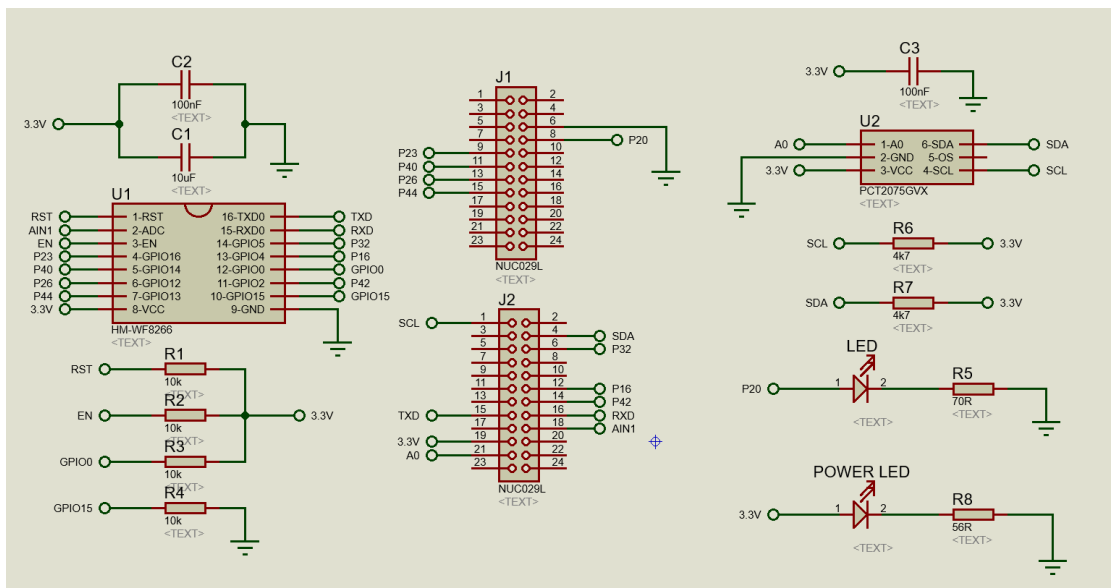 C2
100nF
<TEXT>
3.3V
C1
10uF
<TEXT>
U1
RST 1-RST 16-TXD0 TXD
AIN1 2-ADC 15-RXD0 RXD
EN 3-EN 14-GPIO5 P32
P23 4-GPIO16 13-GPIO4 P16
P40 5-GPIO14 12-GPIO0 GPIO0
P26 6-GPIO12 11-GPIO2 P42
P44 7-GPIO13 10-GPIO15 GPIO15
3.3V 8-VCC 9-GND
HM-WF8266
<TEXT>
RST R1
10k
<TEXT>
EN R2 3.3V
10k
<TEXT>
GPIO0 R3
10k
<TEXT>
GPIO15 R4
10k
<TEXT>
J1
1 2
3 4
5 6
7 8 P20
P23 9 10
P40 11 12
P26 13 14
P44 15 16
17 18
19 20
21 22
23 24
NUC029L
<TEXT>
J2
SCL 1 2
3 4 SDA
5 6 P32
7 8
9 10
11 12 P16
13 14 P42
TXD 15 16 RXD
17 18 AIN1
3.3V 19 20
A0 21 22
23 24
NUC029L
<TEXT>
C3
3.3V
100nF
<TEXT>
U2
A0 1-A0 6-SDA SDA
2-GND 5-OS
3.3V 3-VCC 4-SCL SCL
PCT2075GVX
<TEXT>
R6
SCL 3.3V
4k7
<TEXT>
R7
SDA 3.3V
4k7
<TEXT>
LED
P20 1 2 R5
70R
<TEXT>
<TEXT>
POWER LED
3.3V 1 2 R8
56R
<TEXT>
<TEXT>